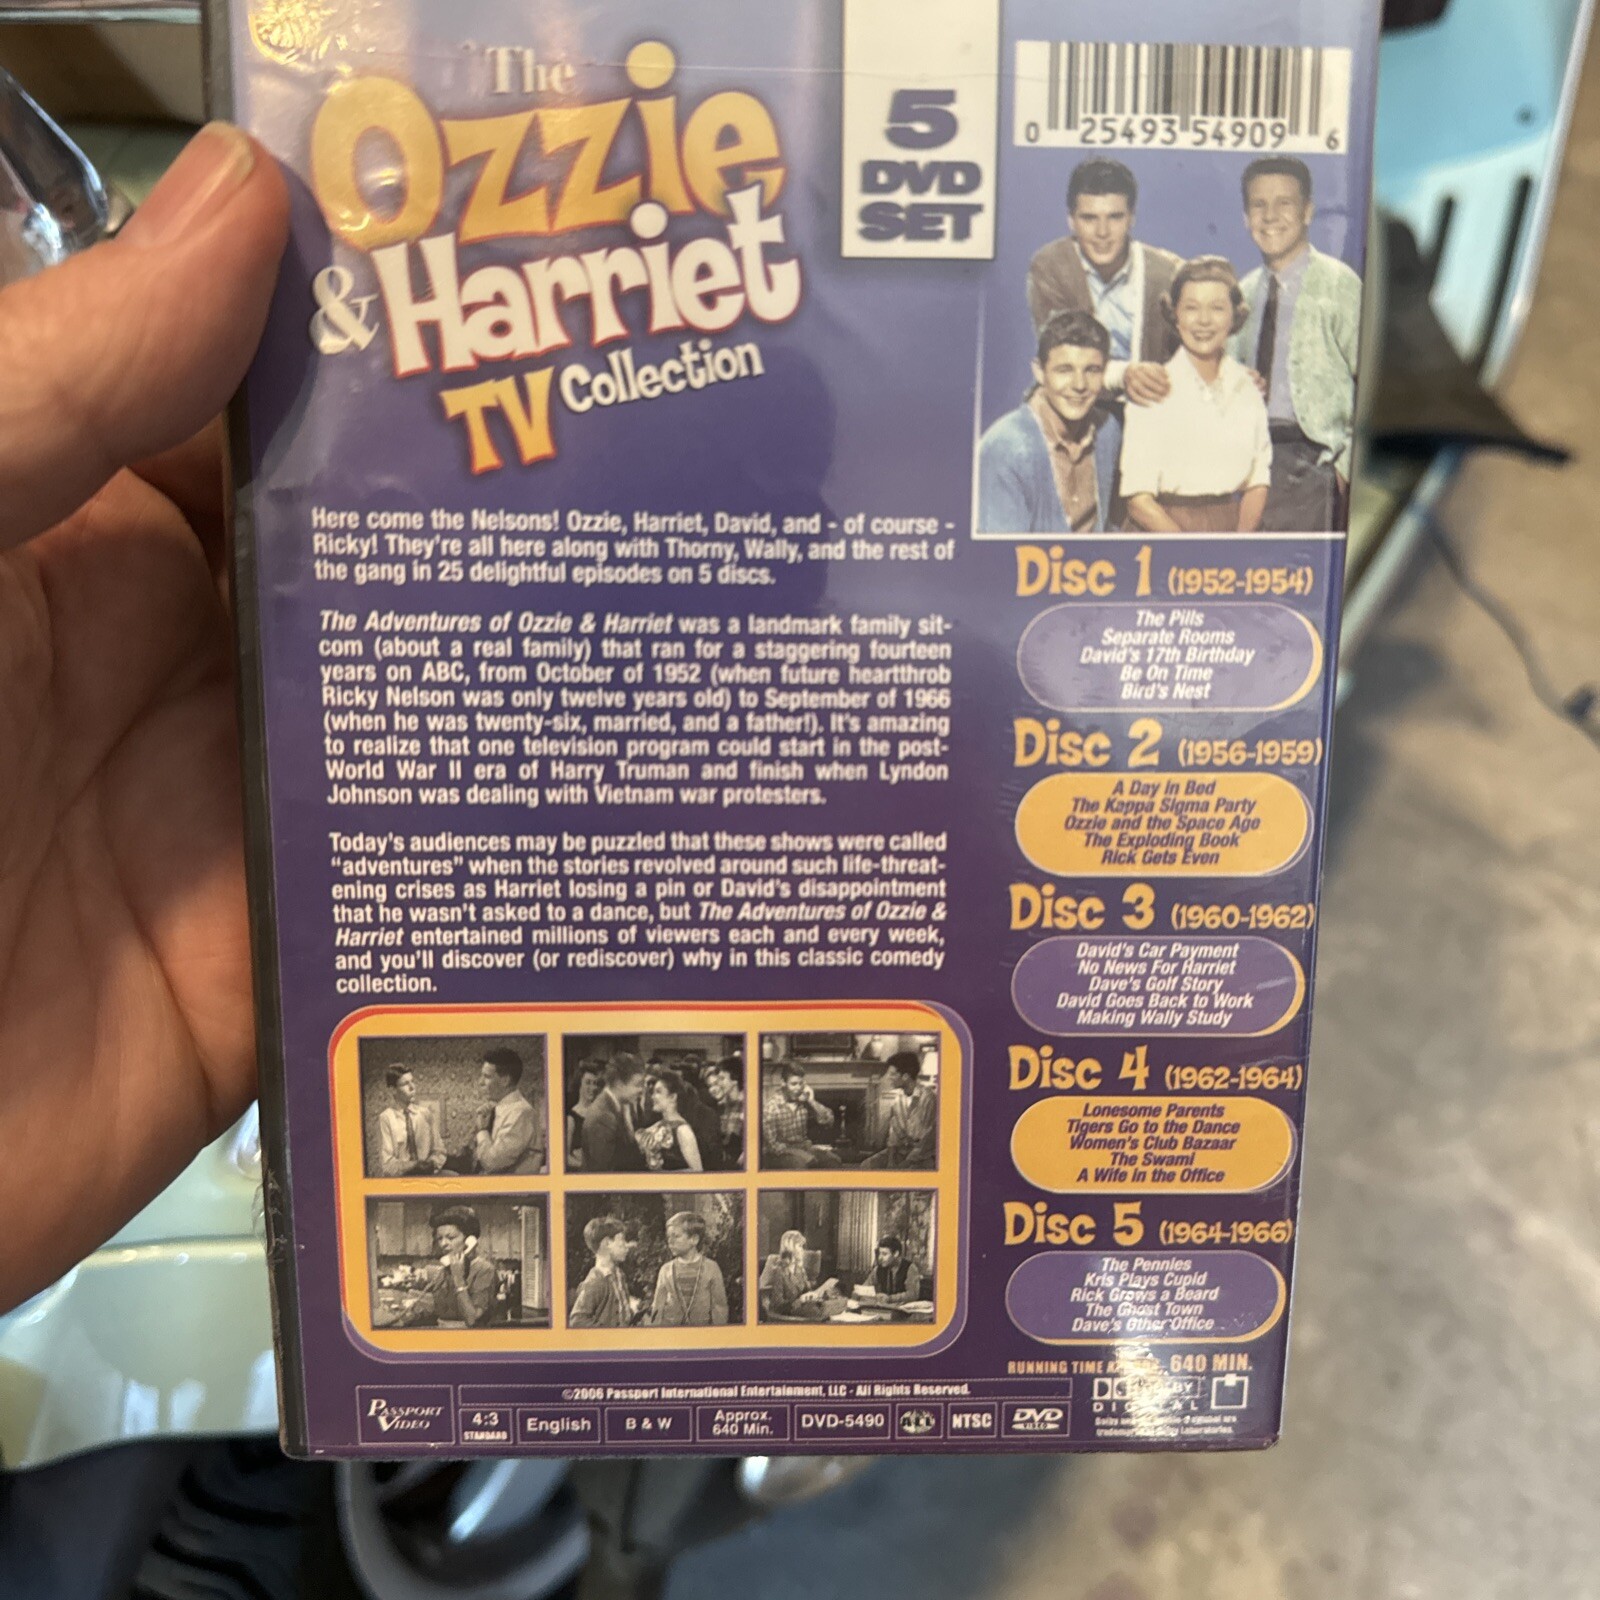 The
Ozzie
& Harriet
TV Collection
5
DVD
SET
0 25493 54909 6
Here come the Nelsons! Ozzie, Harriet, David, and - of course -
Ricky! They're all here along with Thorny, Wally, and the rest of
the gang in 25 delightful episodes on 5 discs.
The Adventures of Ozzie & Harriet was a landmark family sit-
com (about a real family) that ran for a staggering fourteen
years on ABC, from October of 1952 (when future heartthrob
Ricky Nelson was only twelve years old) to September of 1966
(when he was twenty-six, married, and a father!). It's amazing
to realize that one television program could start in the post-
World War II era of Harry Truman and finish when Lyndon
Johnson was dealing with Vietnam war protesters.
Today's audiences may be puzzled that these shows were called
"adventures" when the stories revolved around such life-threat-
ening crises as Harriet losing a pin or David's disappointment
that he wasn't asked to a dance, but The Adventures of Ozzie &
Harriet entertained millions of viewers each and every week,
and you'll discover (or rediscover) why in this classic comedy
collection.
Disc 1 (1952-1954)
The Pills
Separate Rooms
David's 17th Birthday
Be On Time
Bird's Nest
Disc 2 (1956-1959)
A Day in Bed
The Kappa Sigma Party
Ozzie and the Space Age
The Exploding Book
Rick Gets Even
Disc 3 (1960-1962)
David's Car Payment
No News For Harriet
Dave's Golf Story
David Goes Back to Work
Making Wally Study
Disc 4 (1962-1964)
Lonesome Parents
Tigers Go to the Dance
Women's Club Bazaar
The Swami
A Wife in the Office
Disc 5 (1964-1966)
The Pennies
Kris Plays Cupid
Rick Grows a Beard
The Ghost Town
Dave's Other Office
RUNNING TIME 640 MIN.
©2006 Passport International Entertainment, LLC - All Rights Reserved.
PASSPORT
VIDEO
4:3
STANDARD
English
B & W
Approx.
640 Min.
DVD-5490
ALL
NTSC
DVD
VIDEO
DOLBY
DIGITAL